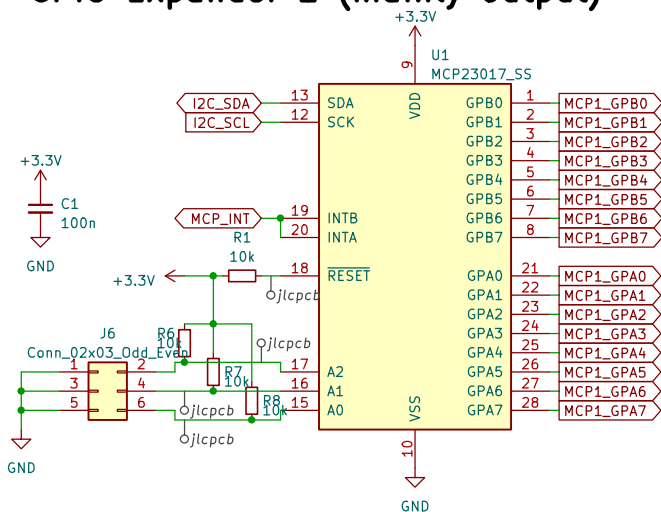 GPIO Expander 2 (mainly output)
+3.3V
U1
MCP23017_SS
9
VDD
I2C_SDA 13 SDA GPB0 1 MCP1_GPB0
I2C_SCL 12 SCK GPB1 2 MCP1_GPB1
GPB2 3 MCP1_GPB2
+3.3V GPB3 4 MCP1_GPB3
GPB4 5 MCP1_GPB4
C1 GPB5 6 MCP1_GPB5
100n
MCP_INT 19 INTB GPB6 7 MCP1_GPB6
20 INTA GPB7 8 MCP1_GPB7
GND
R1
10k
+3.3V 18 RESET GPA0 21 MCP1_GPA0
jlcpcb GPA1 22 MCP1_GPA1
GPA2 23 MCP1_GPA2
J6 R6 10k jlcpcb GPA3 24 MCP1_GPA3
Conn_02x03_Odd_Even GPA4 25 MCP1_GPA4
1 2 R7 10k 17 A2 GPA5 26 MCP1_GPA5
3 4 16 A1 GPA6 27 MCP1_GPA6
5 6 jlcpcb R8 10k 15 A0 GPA7 28 MCP1_GPA7
jlcpcb
VSS
10
GND
GND